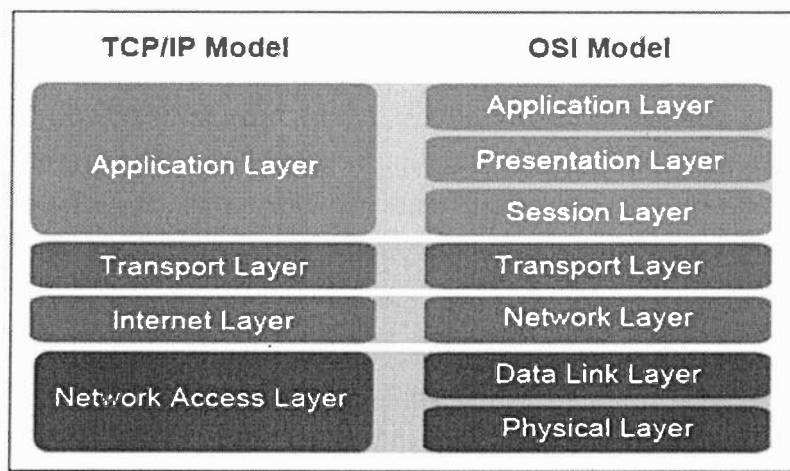 TCP/IP Model
OSI Model
Application Layer
Transport Layer
Internet Layer
Network Access Layer
Application Layer
Presentation Layer
Session Layer
Transport Layer
Network Layer
Data Link Layer
Physical Layer